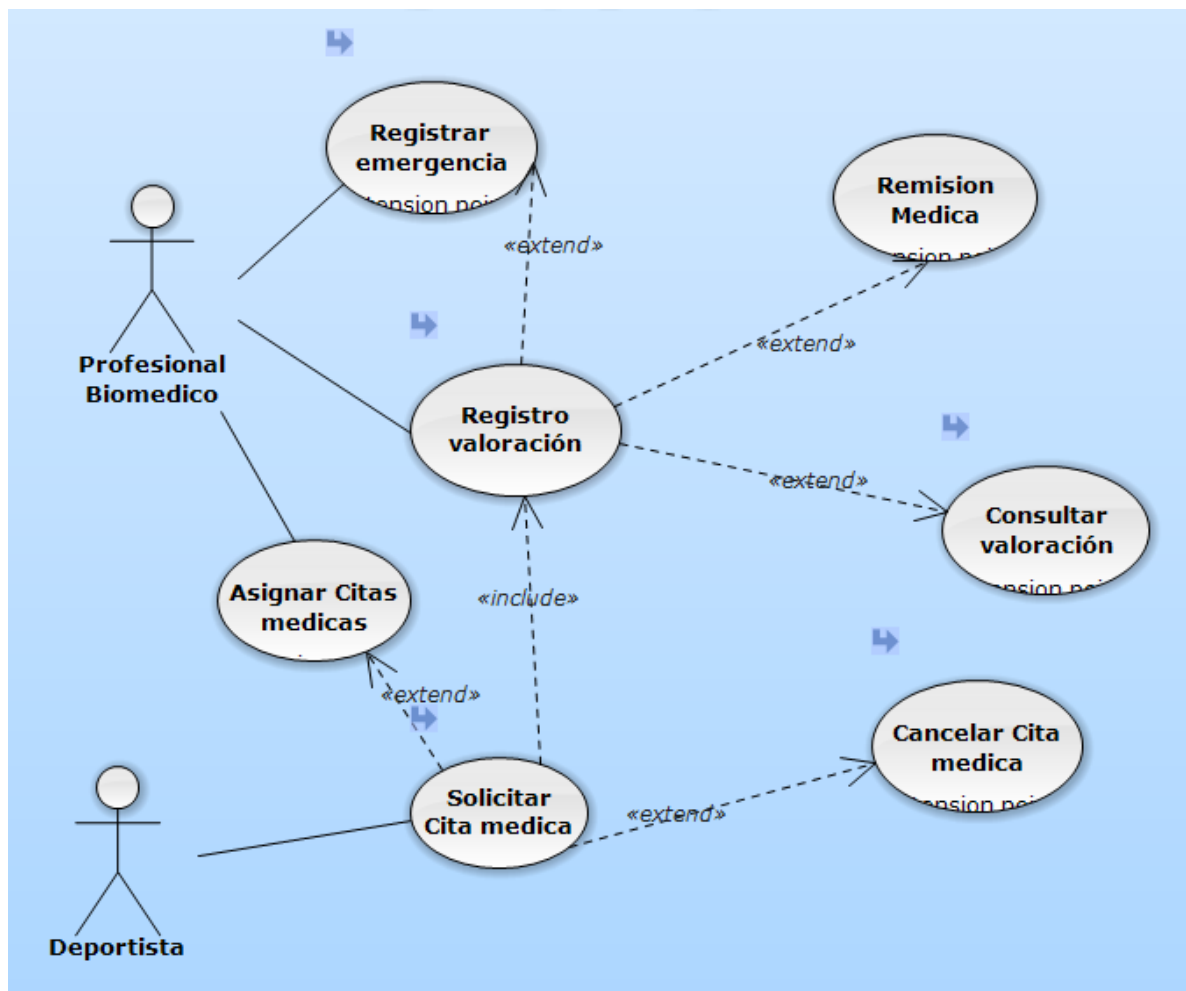 Registrar
emergencia
«extend»
Remision
Medica
«extend»
Profesional
Biomedico
Registro
valoración
«extend»
Consultar
valoración
Asignar Citas
medicas
«include»
«extend»
Cancelar Cita
medica
Solicitar
Cita medica
«extend»
Deportista